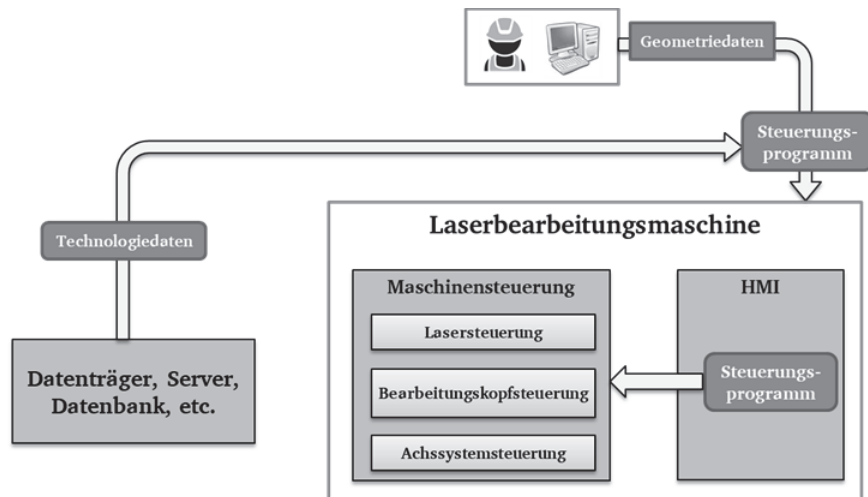 Geometriedaten
Steuerungs-
programm
Technologiedaten
Datenträger, Server,
Datenbank, etc.
Laserbearbeitungsmaschine
Maschinensteuerung
Lasersteuerung
Bearbeitungskopfsteuerung
Achssystemsteuerung
HMI
Steuerungs-
programm